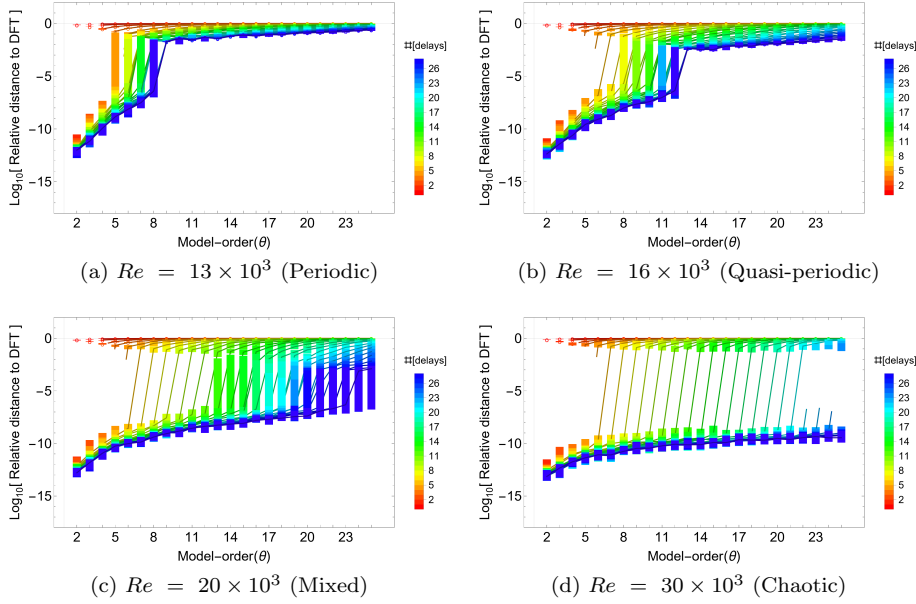 Log10[ Relative distance to DFT ]
0
−5
−10
−15
2 5 8 11 14 17 20 23
Model−order(θ)
#[delays]
26
23
20
17
14
11
8
5
2
(a) Re = 13 × 10³ (Periodic)
Log10[ Relative distance to DFT ]
0
−5
−10
−15
2 5 8 11 14 17 20 23
Model−order(θ)
#[delays]
26
23
20
17
14
11
8
5
2
(b) Re = 16 × 10³ (Quasi-periodic)
Log10[ Relative distance to DFT ]
0
−5
−10
−15
2 5 8 11 14 17 20 23
Model−order(θ)
#[delays]
26
23
20
17
14
11
8
5
2
(c) Re = 20 × 10³ (Mixed)
Log10[ Relative distance to DFT ]
0
−5
−10
−15
2 5 8 11 14 17 20 23
Model−order(θ)
#[delays]
26
23
20
17
14
11
8
5
2
(d) Re = 30 × 10³ (Chaotic)